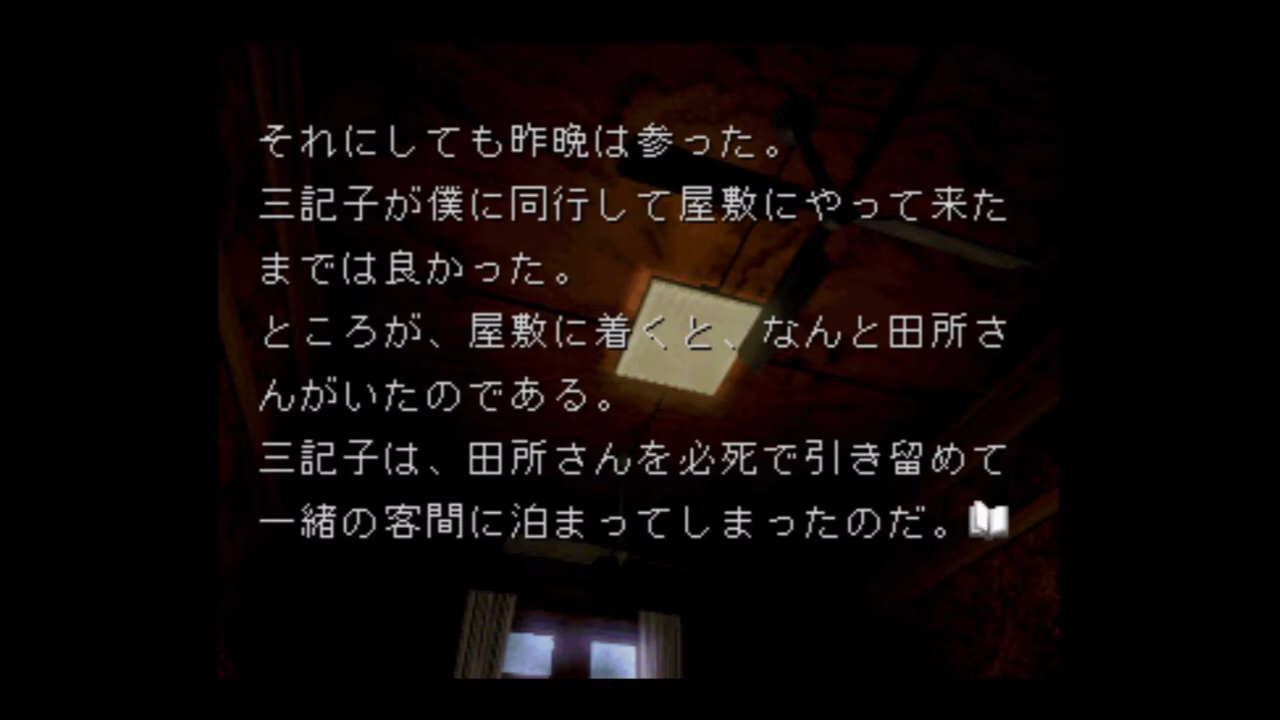 それにしても昨晩は参った。
三記子が僕に同行して屋敷にやって来た
までは良かった。
ところが、屋敷に着くと、なんと田所さ
んがいたのである。
三記子は、田所さんを必死で引き留めて
一緒の客間に泊まってしまったのだ。